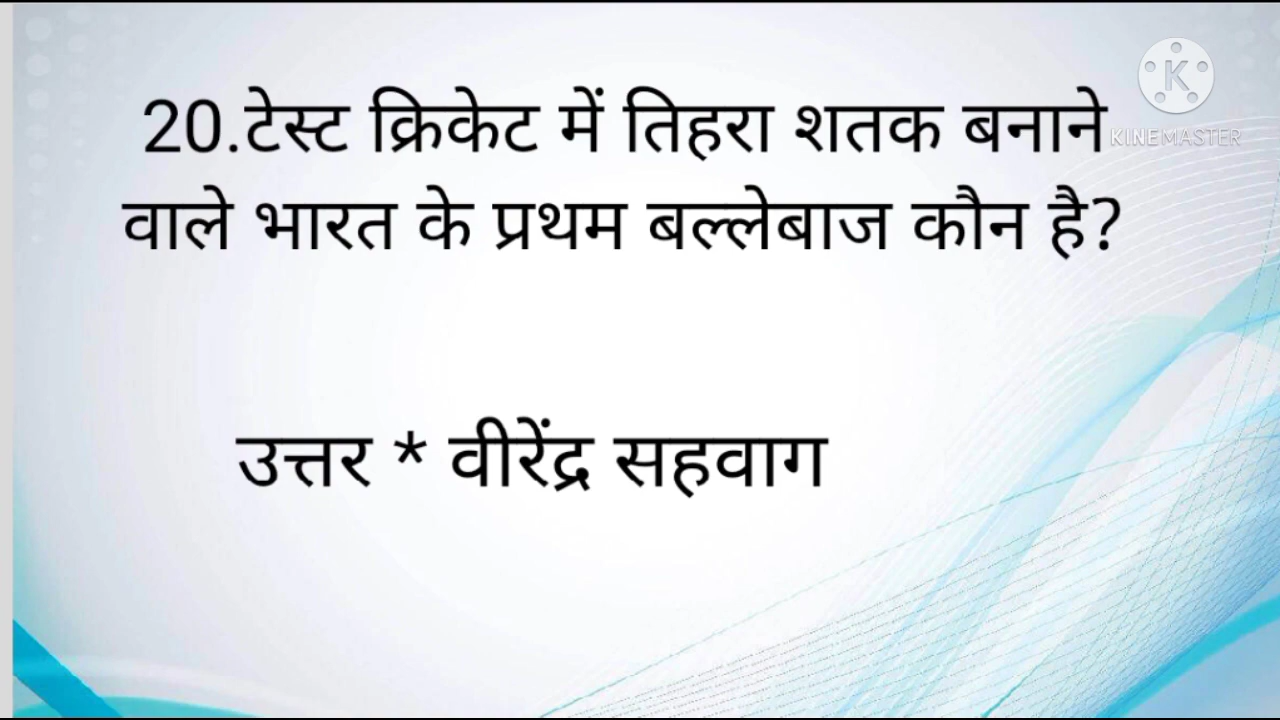 20.टेस्ट क्रिकेट में तिहरा शतक बनाने
वाले भारत के प्रथम बल्लेबाज कौन है?
उत्तर * वीरेंद्र सहवाग
K
KINEMASTER